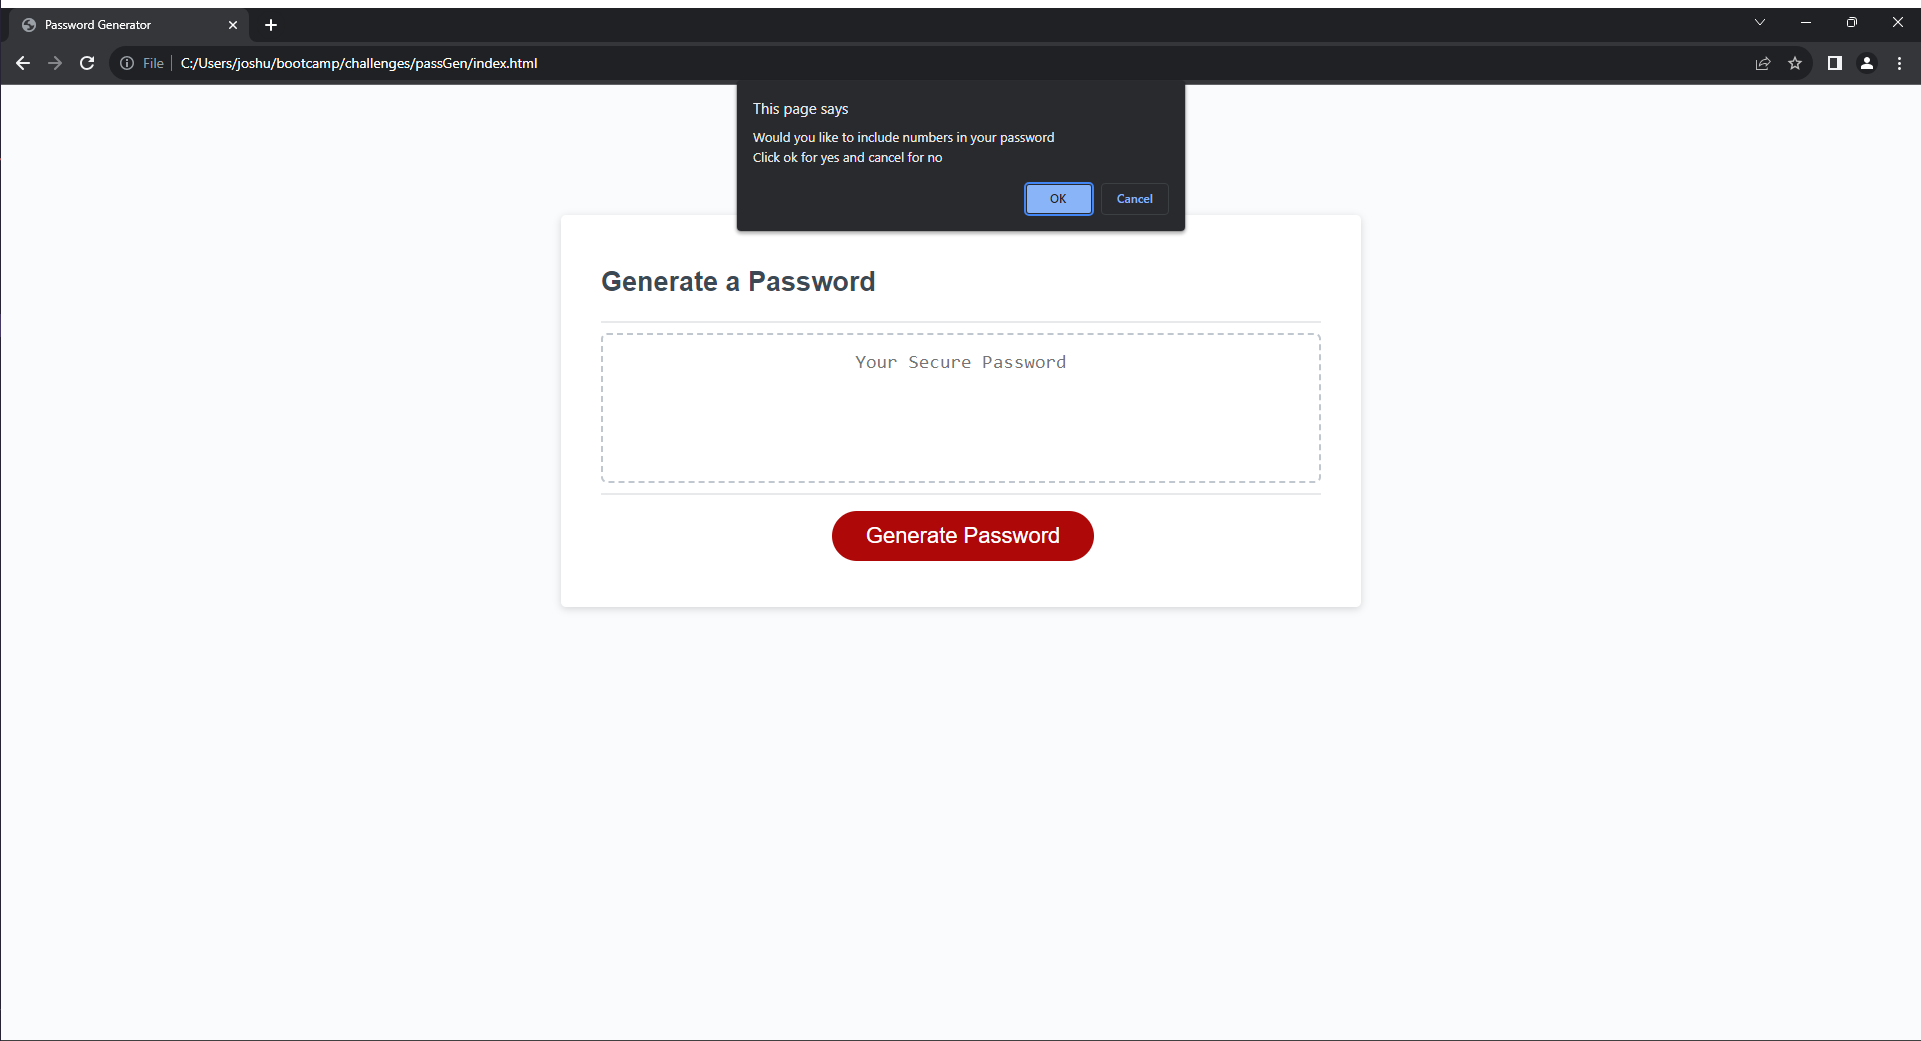 Password Generator
File C:/Users/joshu/bootcamp/challenges/passGen/index.html
This page says
Would you like to include numbers in your password
Click ok for yes and cancel for no
OK Cancel
Generate a Password
Your Secure Password
Generate Password